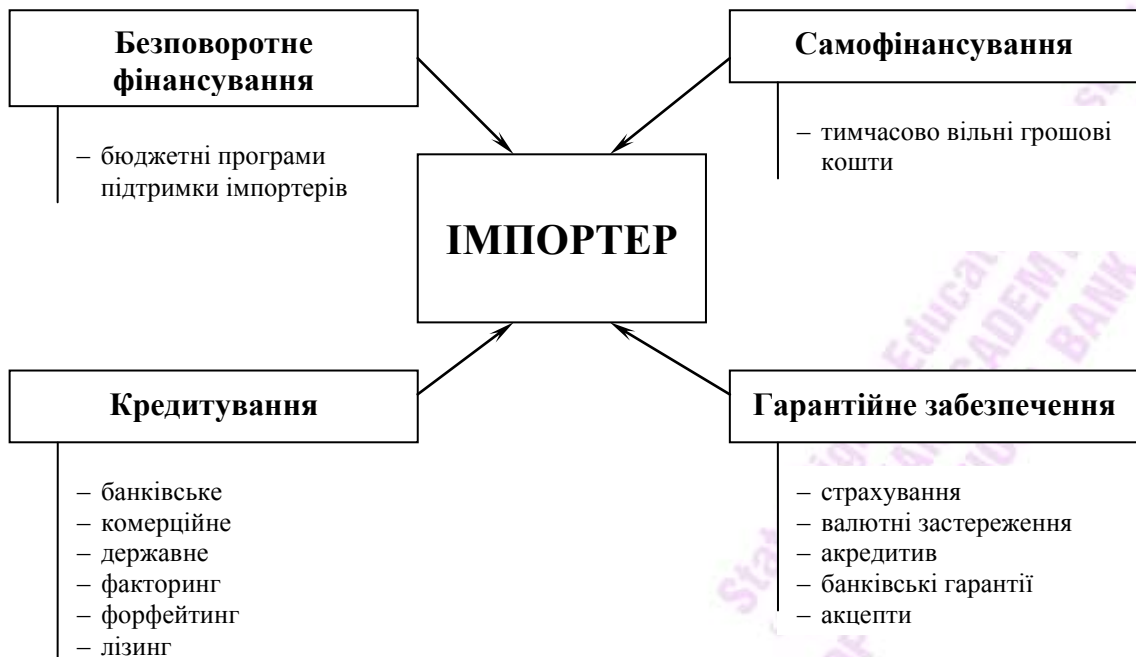 Безповоротне
фінансування
– бюджетні програми
підтримки імпортерів
Самофінансування
– тимчасово вільні грошові
кошти
ІМПОРТЕР
Кредитування
– банківське
– комерційне
– державне
– факторинг
– форфейтинг
– лізинг
Гарантійне забезпечення
– страхування
– валютні застереження
– акредитив
– банківські гарантії
– акцепти